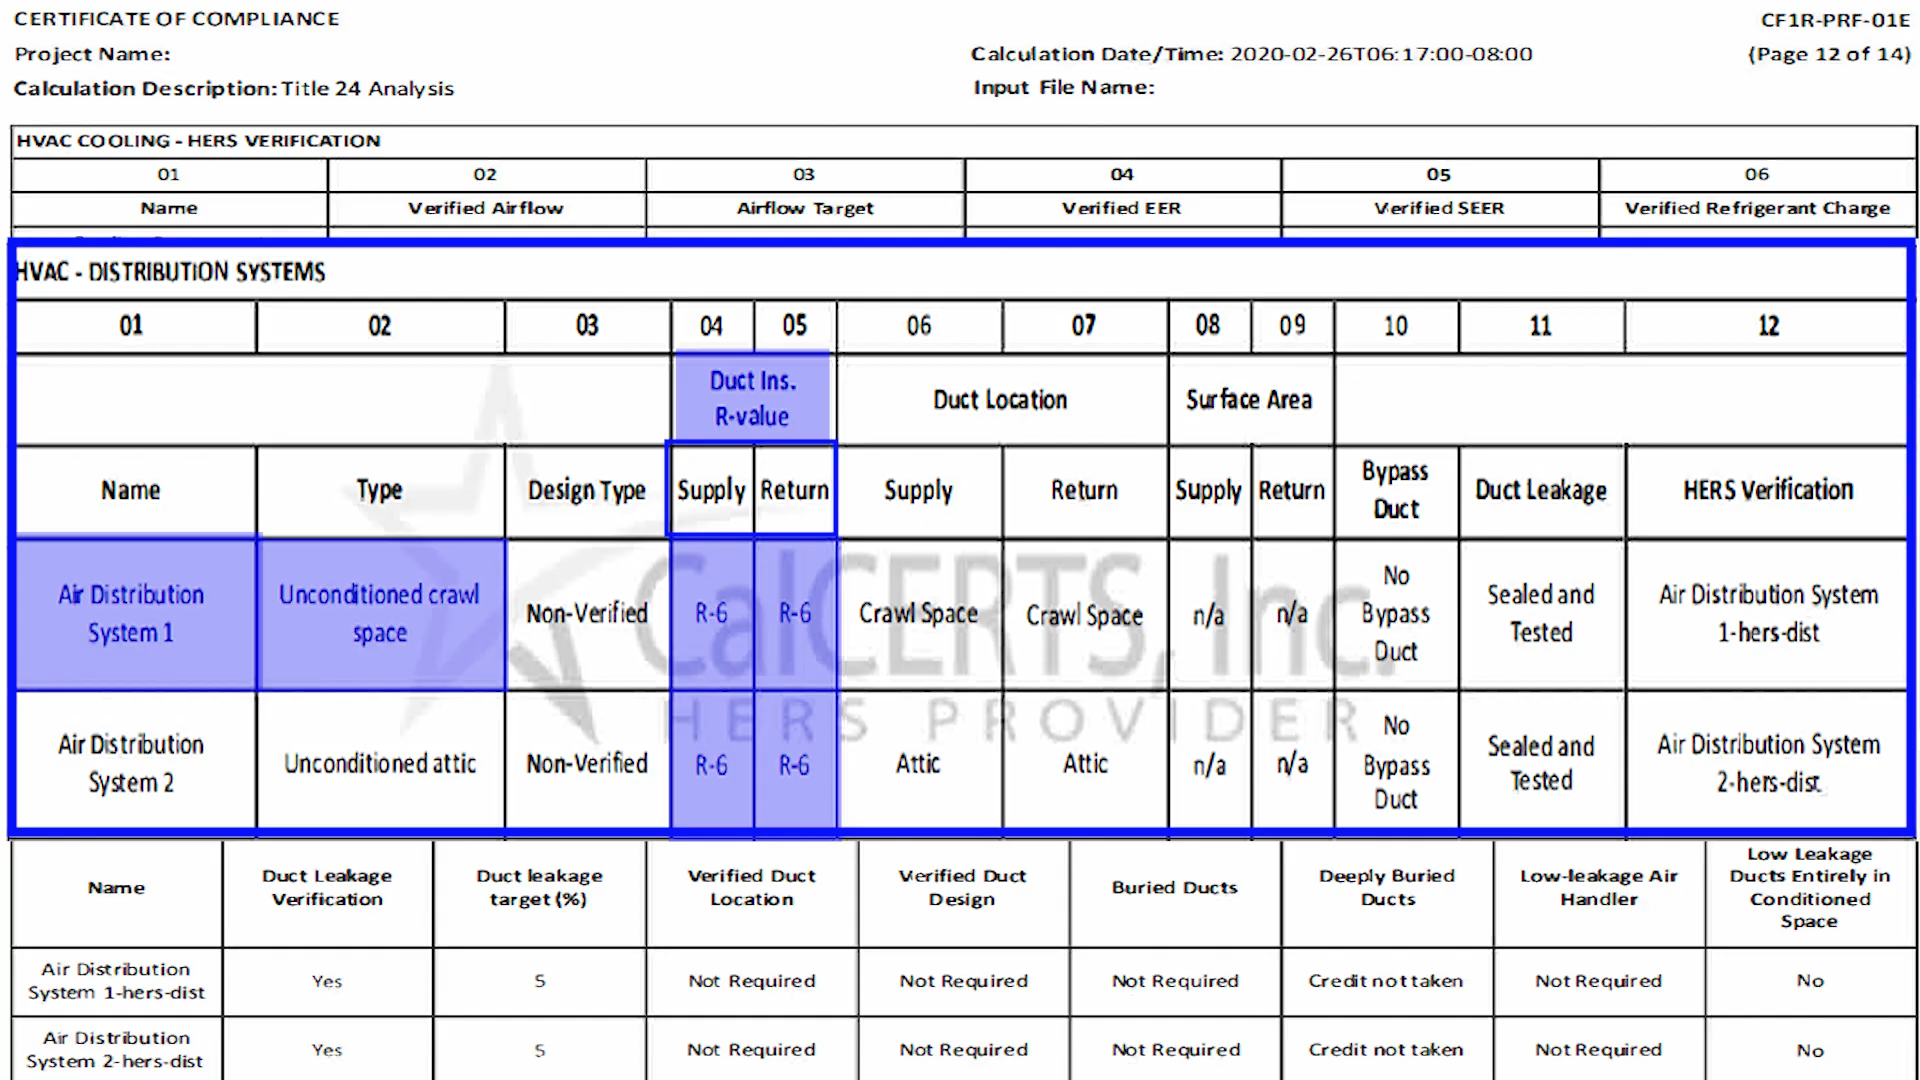 CERTIFICATE OF COMPLIANCE
CF1R-PRF-01E
Project Name:
Calculation Date/Time: 2020-02-26T06:17:00-08:00
(Page 12 of 14)
Calculation Description: Title 24 Analysis
Input File Name:
HVAC COOLING - HERS VERIFICATION
01 02 03 04 05 06
Name Verified Airflow Airflow Target Verified EER Verified SEER Verified Refrigerant Charge
HVAC - DISTRIBUTION SYSTEMS
01 02 03 04 05 06 07 08 09 10 11 12
Duct Ins.
R-value
Duct Location
Surface Area
Name
Type
Design Type
Supply
Return
Supply
Return
Supply
Return
Bypass
Duct
Duct Leakage
HERS Verification
Air Distribution
System 1
Unconditioned crawl
space
Non-Verified
R-6
R-6
Crawl Space
Crawl Space
n/a
n/a
No
Bypass
Duct
Sealed and
Tested
Air Distribution System
1-hers-dist
Air Distribution
System 2
Unconditioned attic
Non-Verified
R-6
R-6
Attic
Attic
n/a
n/a
No
Bypass
Duct
Sealed and
Tested
Air Distribution System
2-hers-dist
CalCERTS, Inc.
HERS PROVIDER
Name
Duct Leakage
Verification
Duct leakage
target (%)
Verified Duct
Location
Verified Duct
Design
Buried Ducts
Deeply Buried
Ducts
Low-leakage Air
Handler
Low Leakage
Ducts Entirely in
Conditioned
Space
Air Distribution
System 1-hers-dist
Yes
5
Not Required
Not Required
Not Required
Credit not taken
Not Required
No
Air Distribution
System 2-hers-dist
Yes
5
Not Required
Not Required
Not Required
Credit not taken
Not Required
No